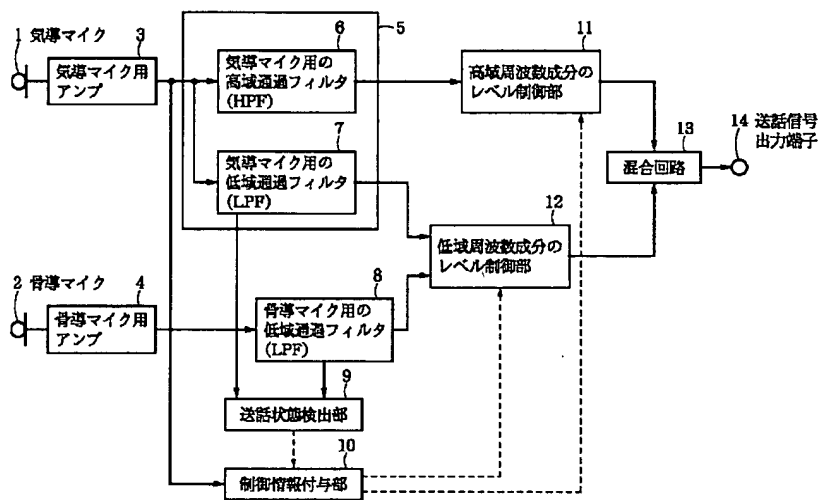 1 気導マイク
3
気導マイク用
アンプ
5
6
気導マイク用の
高域通過フィルタ
(HPF)
11
高域周波数成分の
レベル制御部
7
気導マイク用の
低域通過フィルタ
(LPF)
13
混合回路
14 送話信号
出力端子
12
低域周波数成分の
レベル制御部
2 骨導マイク
4
骨導マイク用
アンプ
8
骨導マイク用の
低域通過フィルタ
(LPF)
9
送話状態検出部
10
制御情報付与部